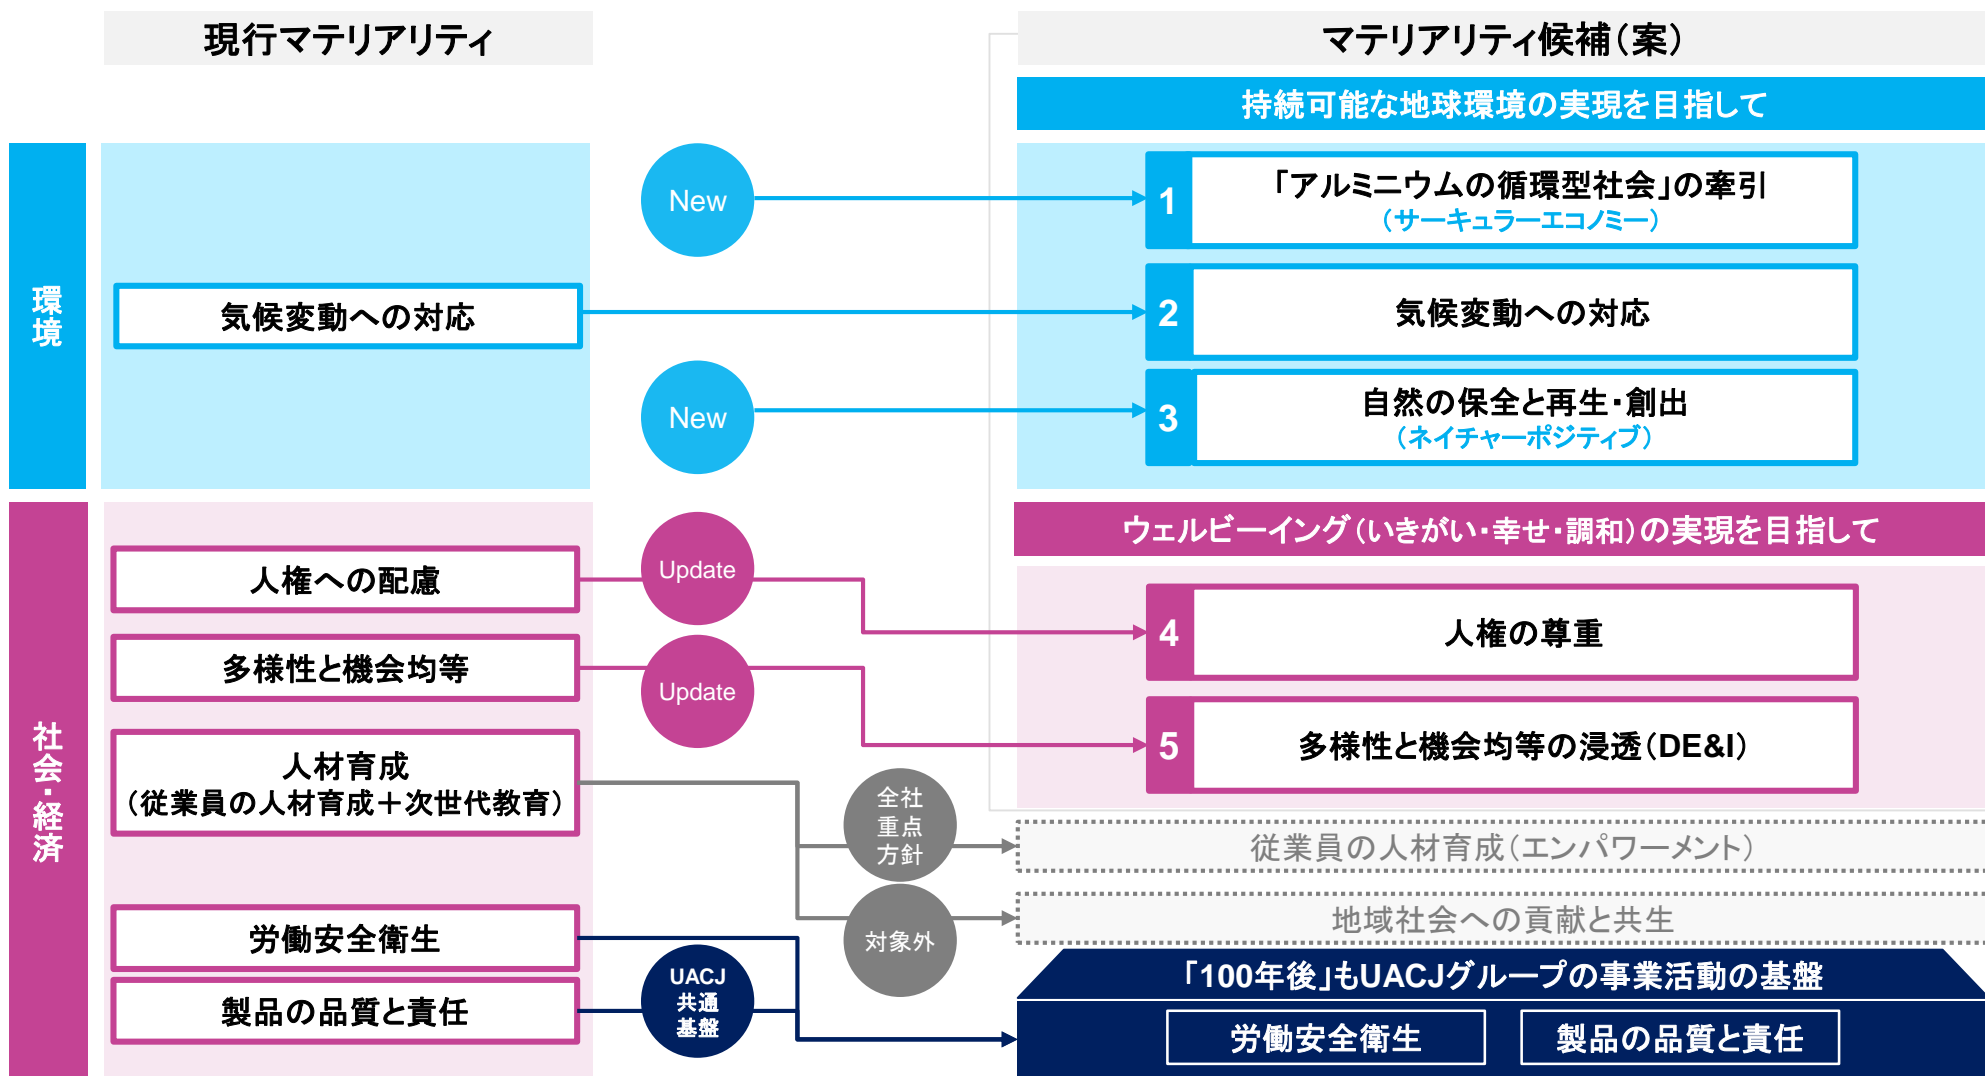 現行マテリアリティ
マテリアリティ候補（案）
持続可能な地球環境の実現を目指して
環境
気候変動への対応
New
New
1
「アルミニウムの循環型社会」の牽引
（サーキュラーエコノミー）
2
気候変動への対応
3
自然の保全と再生・創出
（ネイチャーポジティブ）
社会・経済
人権への配慮
多様性と機会均等
人材育成
（従業員の人材育成＋次世代教育）
労働安全衛生
製品の品質と責任
Update
Update
全社
重点
方針
対象外
UACJ
共通
基盤
ウェルビーイング（いきがい・幸せ・調和）の実現を目指して
4
人権の尊重
5
多様性と機会均等の浸透（DE&I）
従業員の人材育成（エンパワーメント）
地域社会への貢献と共生
「100年後」もUACJグループの事業活動の基盤
労働安全衛生
製品の品質と責任